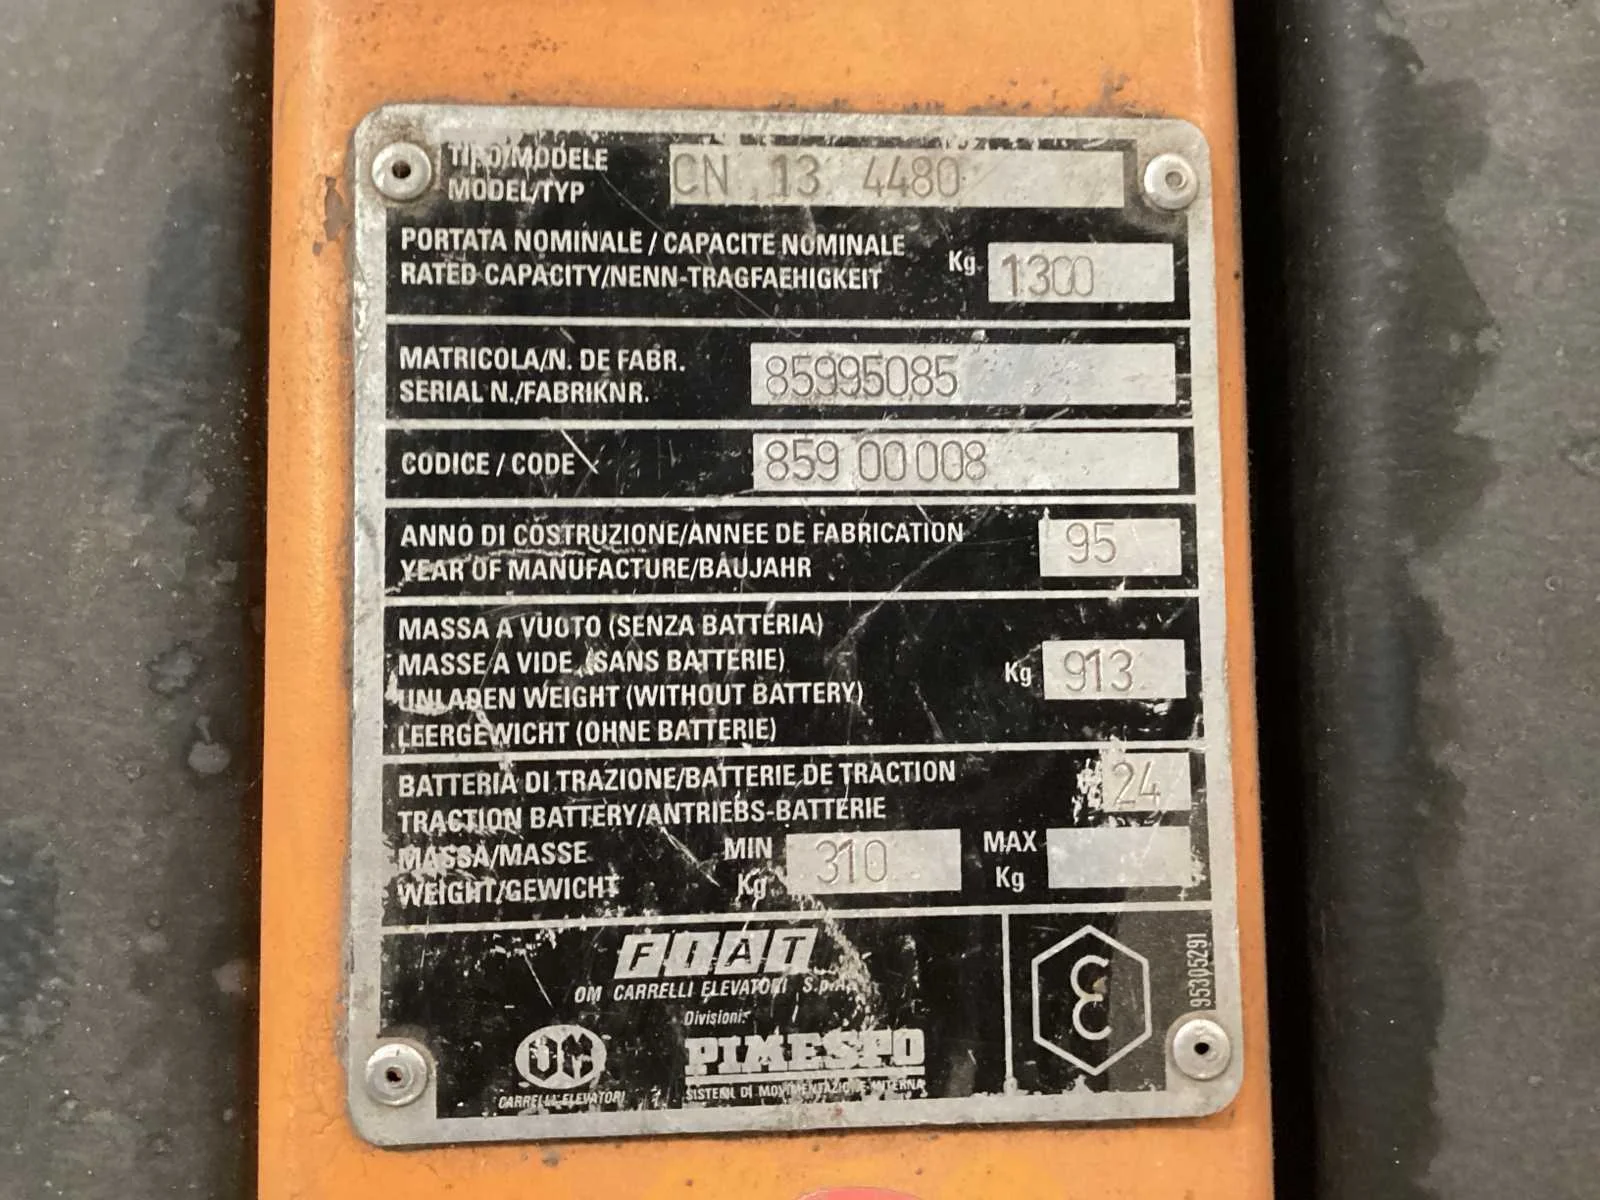 TIPO/MODELE
MODEL/TYP
CN 13 4480
PORTATA NOMINALE / CAPACITE NOMINALE
RATED CAPACITY/NENN-TRAGFAEHIGKEIT
Kg 1300
MATRICOLA/N. DE FABR.
SERIAL N./FABRIKNR.
85995085
CODICE / CODE
859 00008
ANNO DI COSTRUZIONE/ANNEE DE FABRICATION
YEAR OF MANUFACTURE/BAUJAHR
95
MASSA A VUOTO (SENZA BATTERIA)
MASSE A VIDE (SANS BATTERIE)
UNLADEN WEIGHT (WITHOUT BATTERY)
LEERGEWICHT (OHNE BATTERIE)
Kg 913
BATTERIA DI TRAZIONE/BATTERIE DE TRACTION
TRACTION BATTERY/ANTRIEBS-BATTERIE
24
MASSA/MASSE
WEIGHT/GEWICHT
MIN
Kg
310
MAX
Kg
FIAT
OM CARRELLI ELEVATORI S.p.A.
Divisioni:
OM
CARRELLI ELEVATORI
PIMESPO
SISTEMI DI MOVIMENTAZIONE INTERNA
95305291